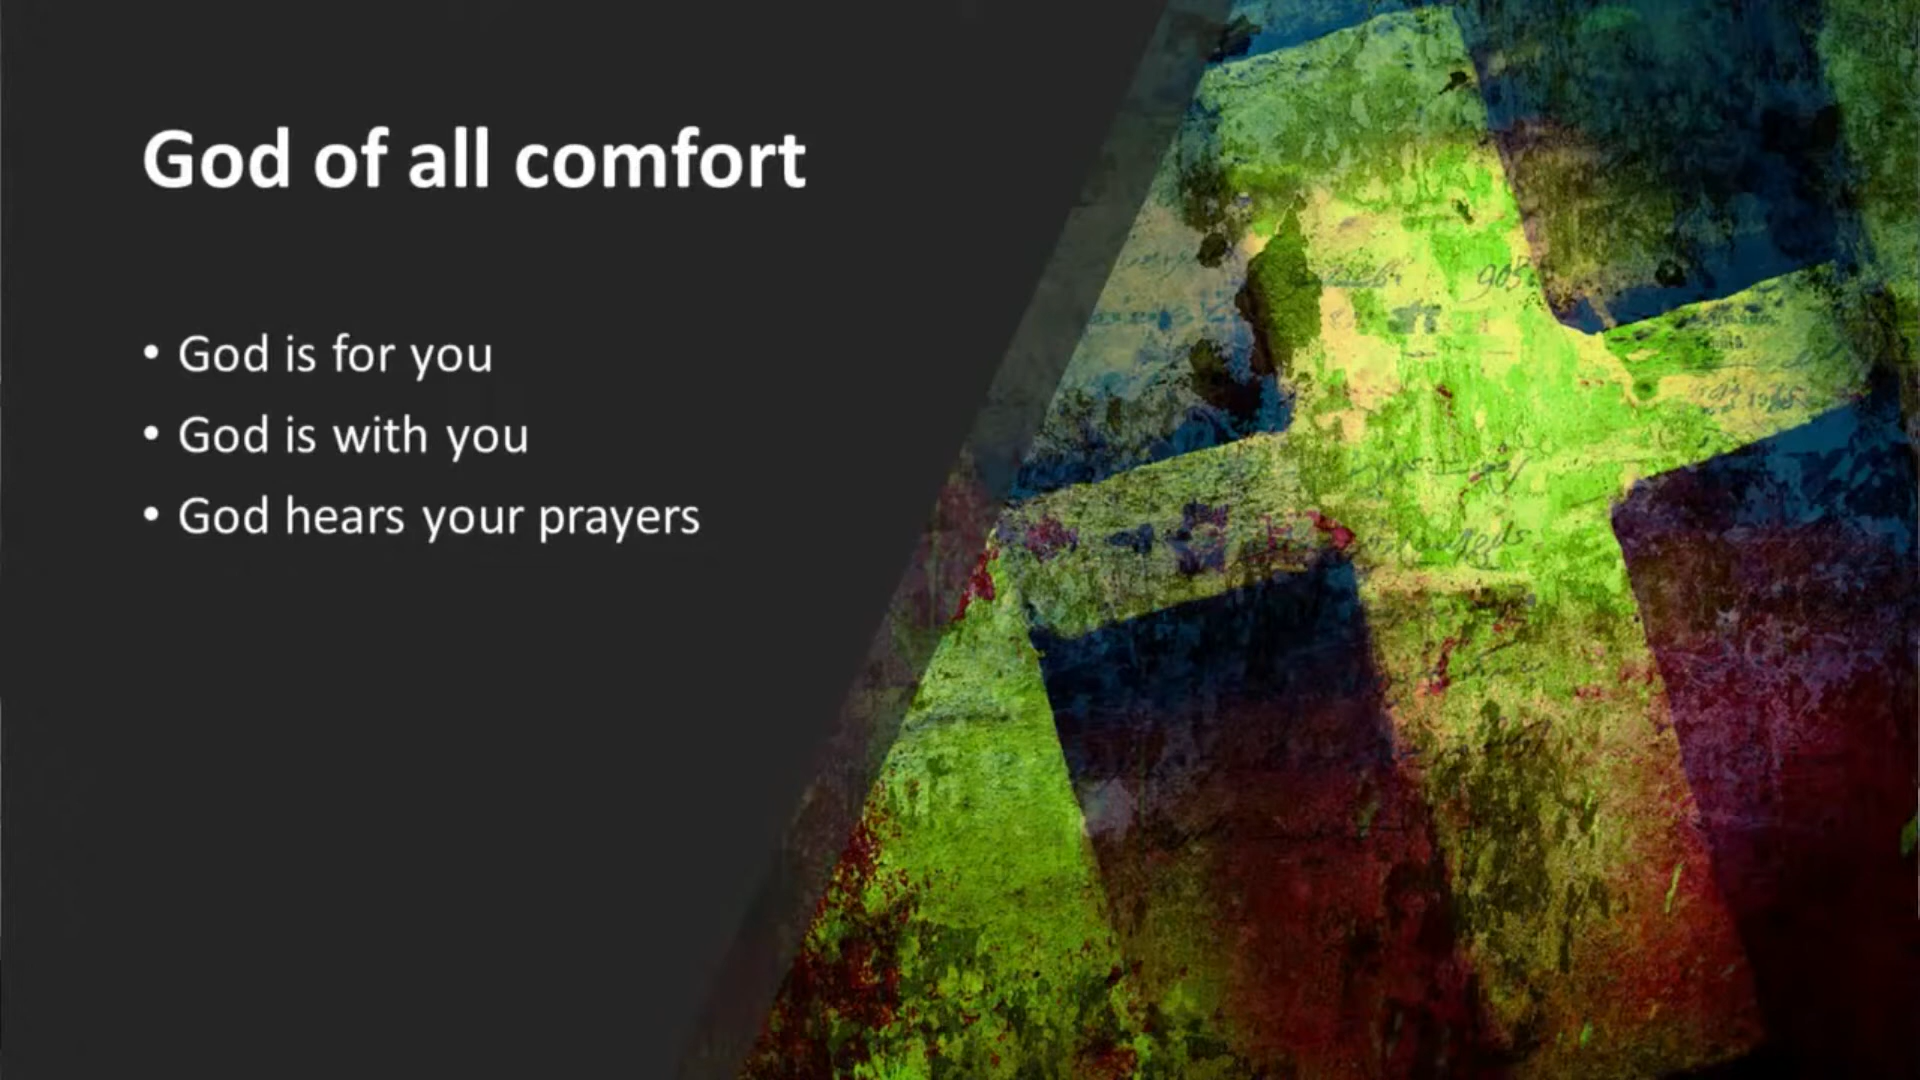 God of all comfort
• God is for you
• God is with you
• God hears your prayers